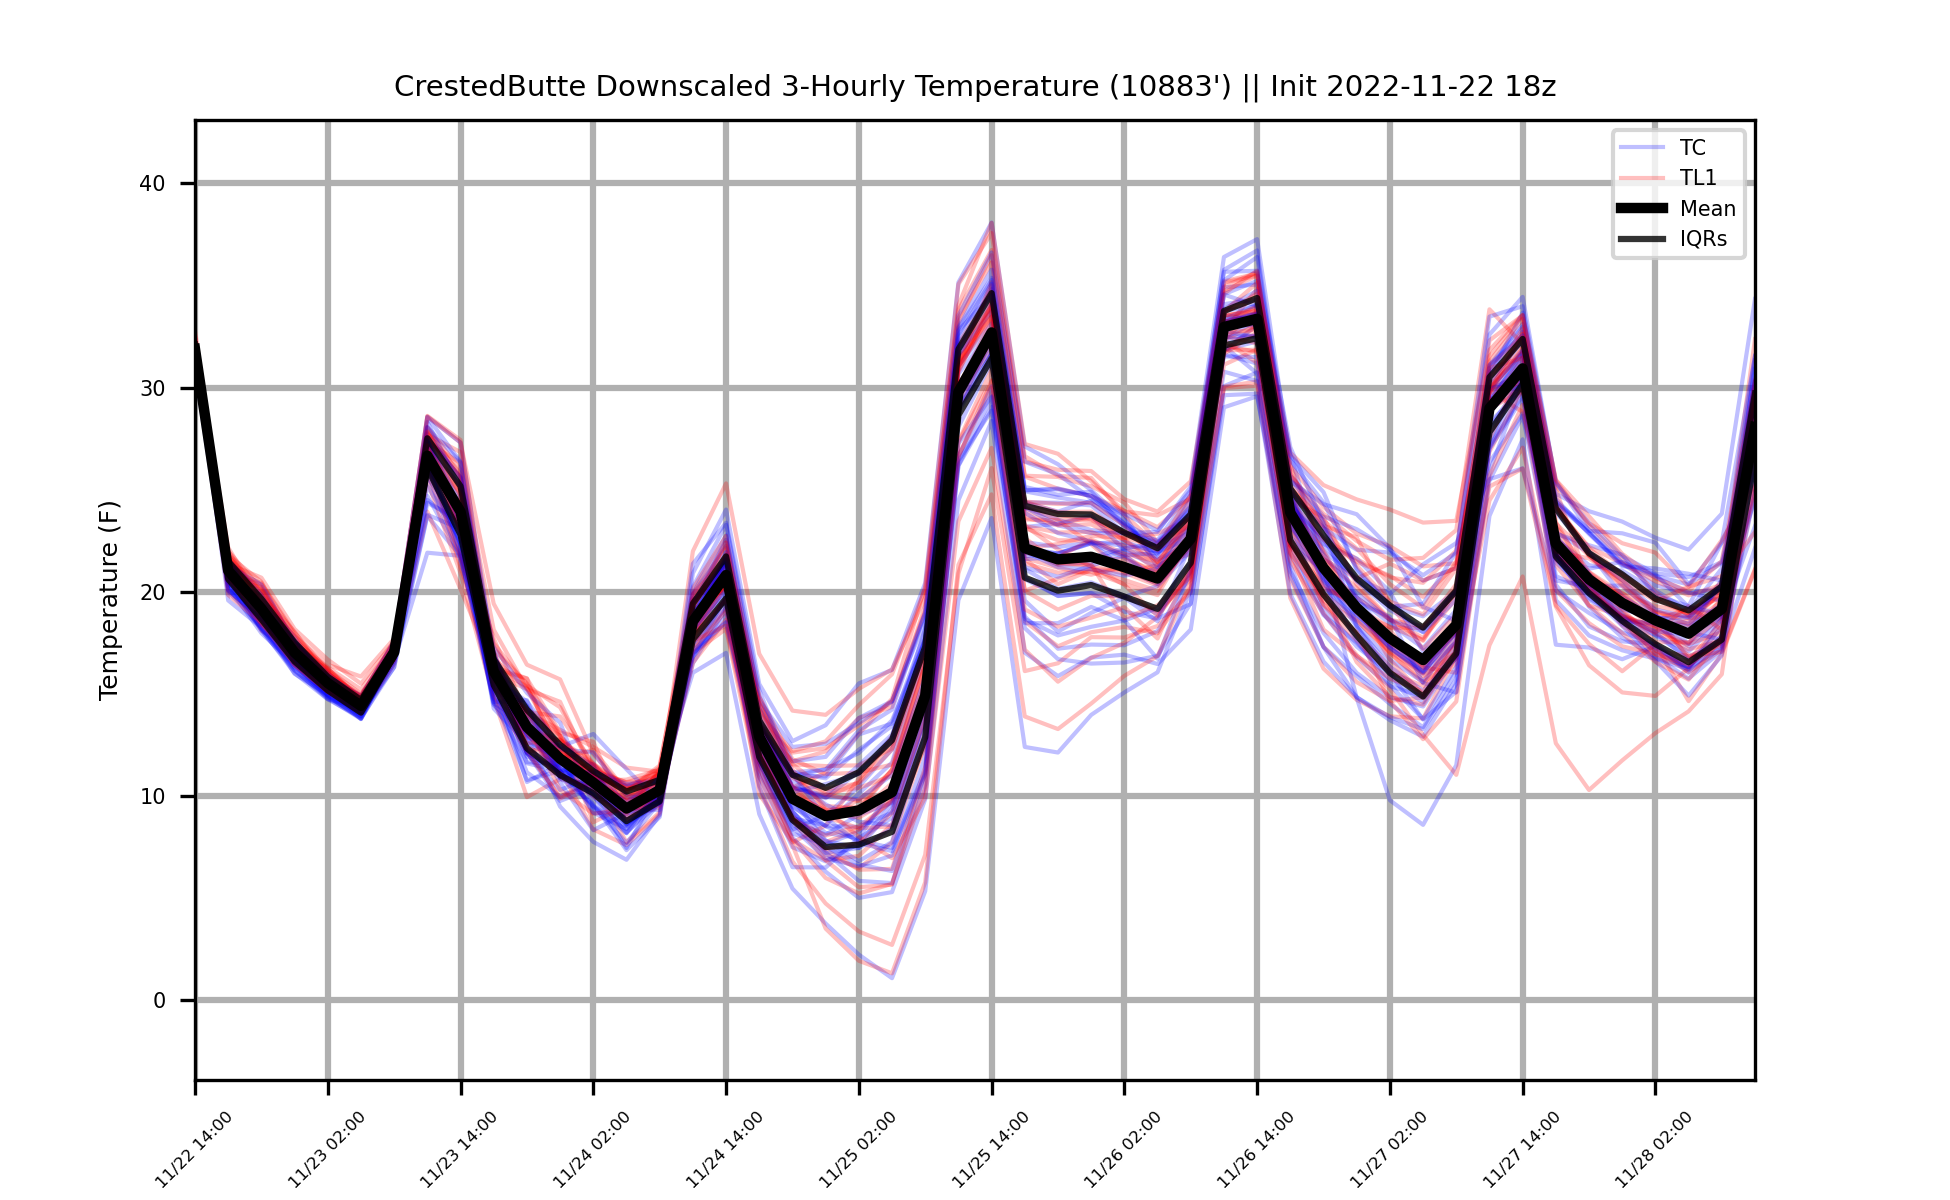 CrestedButte Downscaled 3-Hourly Temperature (10883') || Init 2022-11-22 18z
TC
TL1
Mean
IQRs
Temperature (F)
40
30
20
10
0
11/22 14:00
11/23 02:00
11/23 14:00
11/24 02:00
11/24 14:00
11/25 02:00
11/25 14:00
11/26 02:00
11/26 14:00
11/27 02:00
11/27 14:00
11/28 02:00